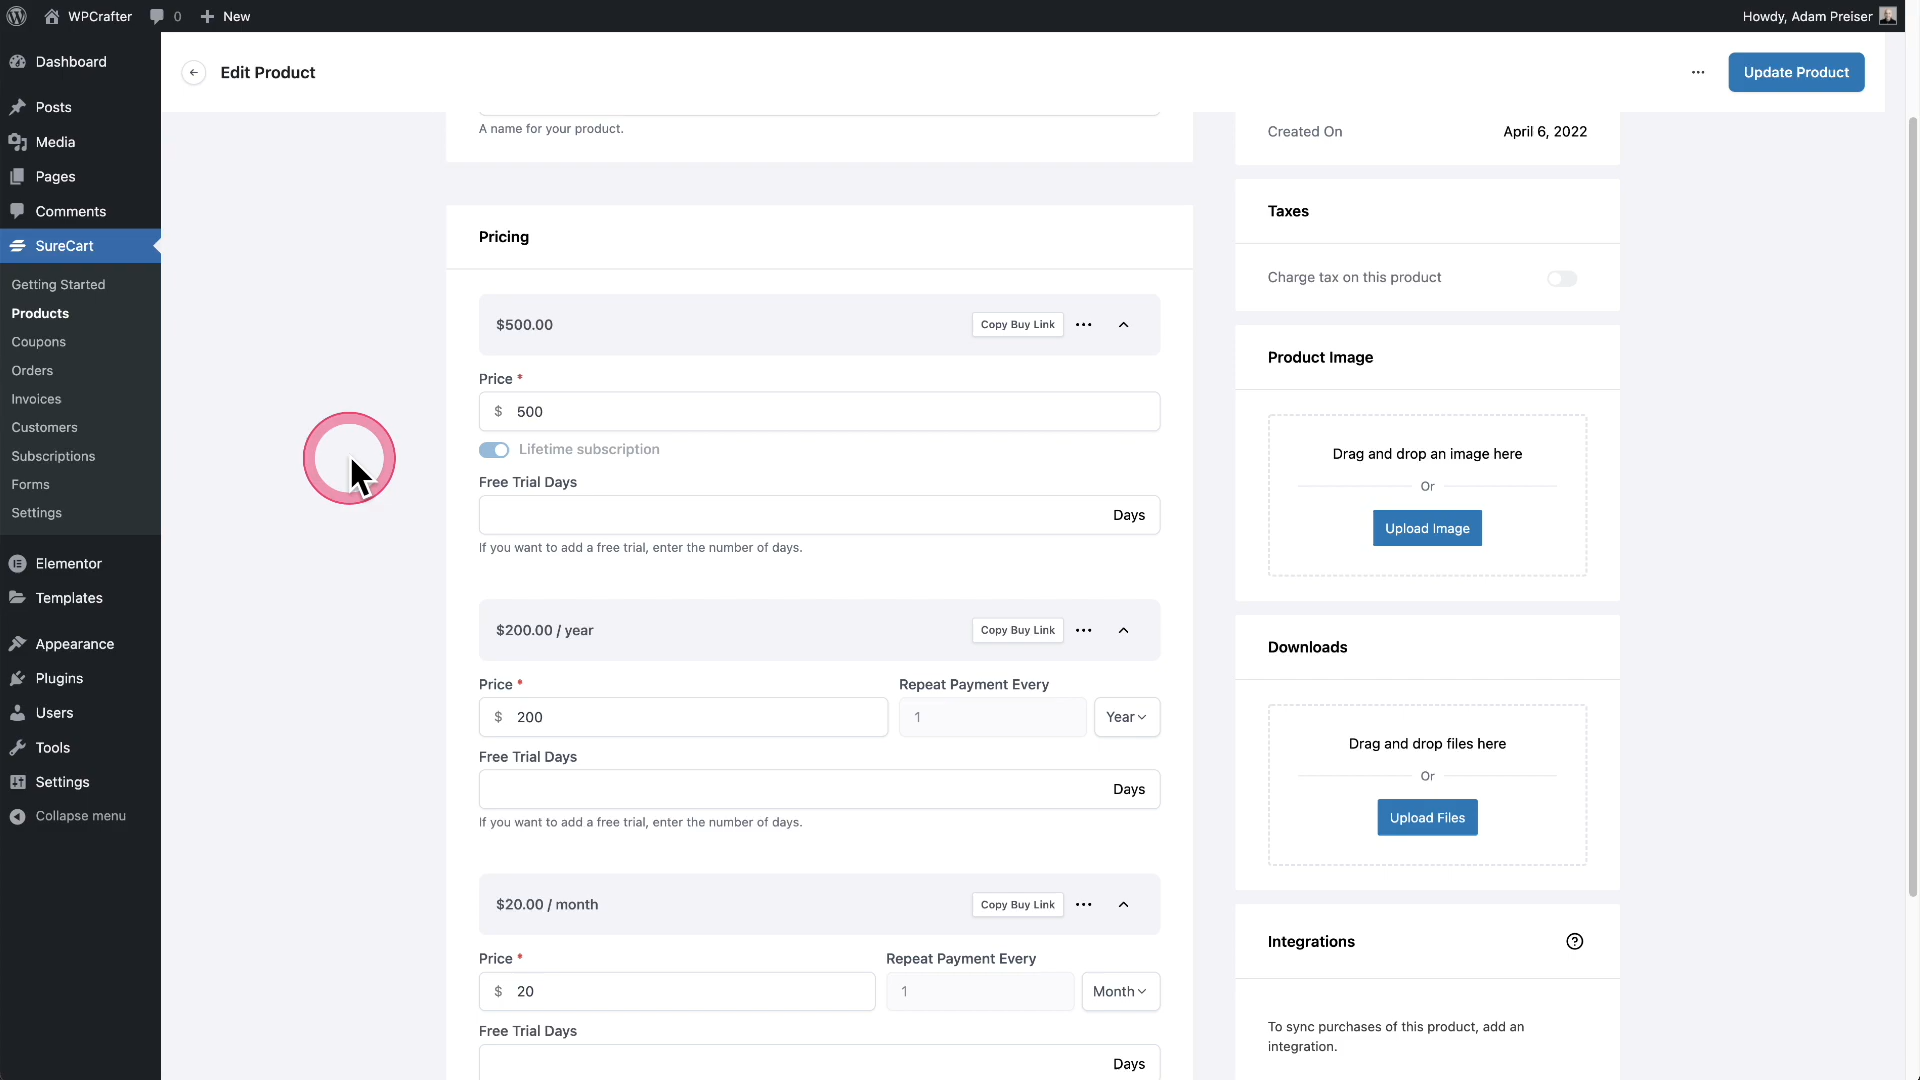 WPCrafter 0 New Howdy, Adam Preiser
Dashboard
Posts
Media
Pages
Comments
SureCart
Getting Started
Products
Coupons
Orders
Invoices
Customers
Subscriptions
Forms
Settings
Elementor
Templates
Appearance
Plugins
Users
Tools
Settings
Collapse menu
Edit Product
... Update Product
A name for your product.
Pricing
$500.00 Copy Buy Link ...
Price *
$ 500
Lifetime subscription
Free Trial Days
Days
If you want to add a free trial, enter the number of days.
$200.00 / year Copy Buy Link ...
Price * Repeat Payment Every
$ 200 1 Year
Free Trial Days
Days
If you want to add a free trial, enter the number of days.
$20.00 / month Copy Buy Link ...
Price * Repeat Payment Every
$ 20 1 Month
Free Trial Days
Days
Created On April 6, 2022
Taxes
Charge tax on this product
Product Image
Drag and drop an image here
Or
Upload Image
Downloads
Drag and drop files here
Or
Upload Files
Integrations ?
To sync purchases of this product, add an
integration.